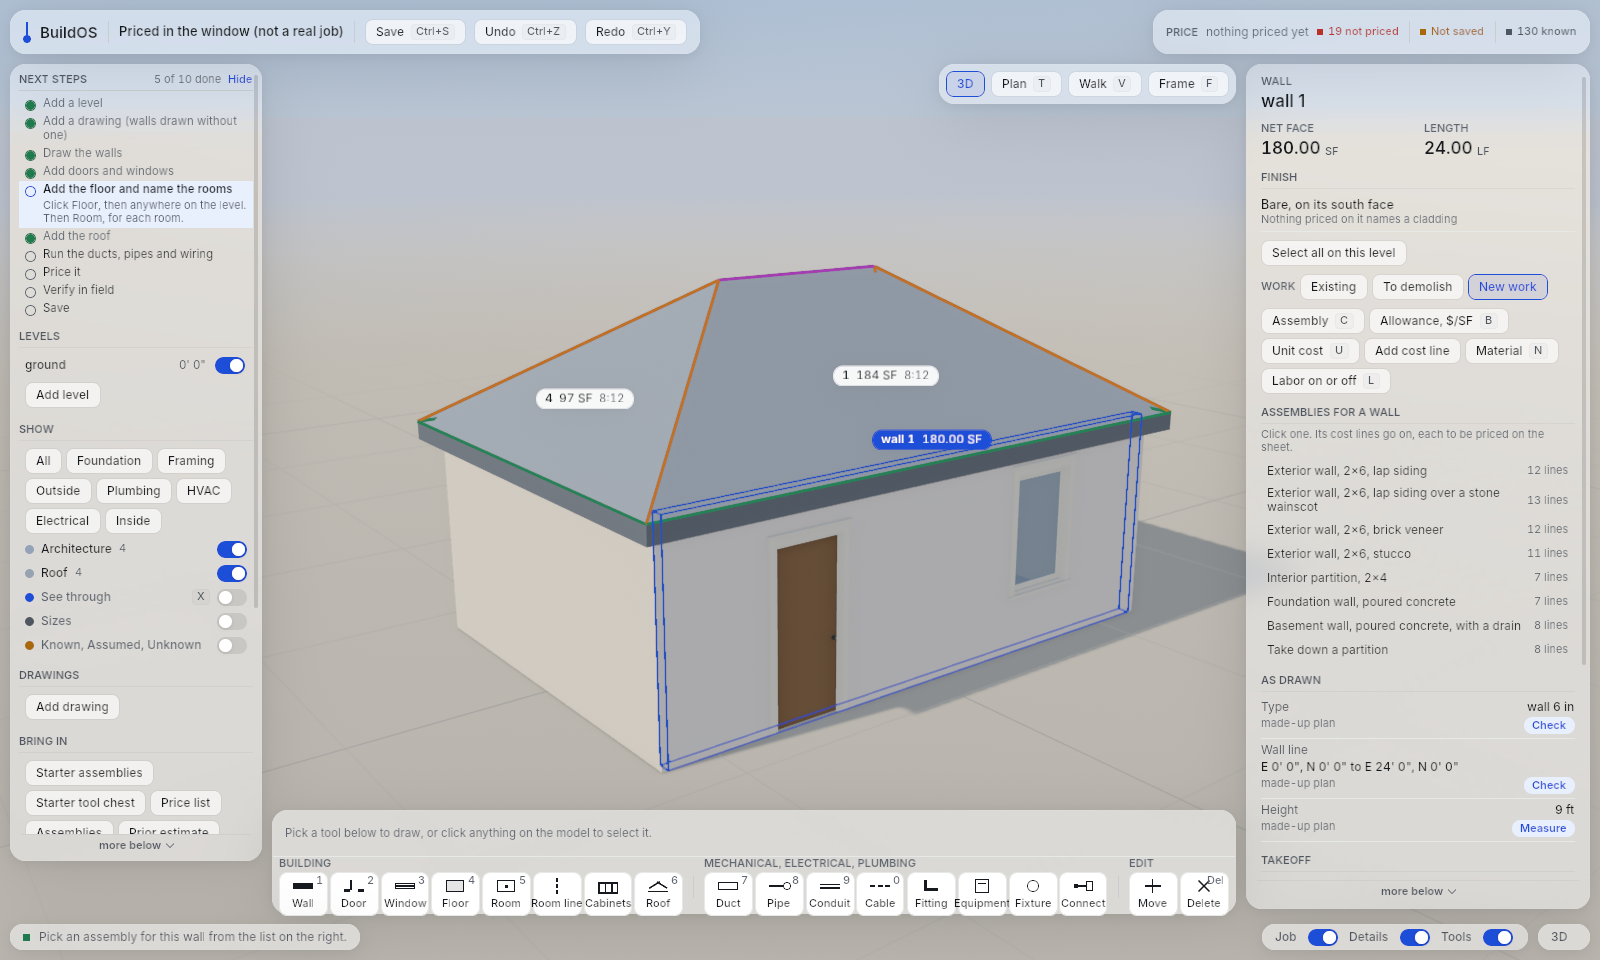 BuildOS
Priced in the window (not a real job)
Save Ctrl+S
Undo Ctrl+Z
Redo Ctrl+Y
PRICE nothing priced yet
19 not priced
Not saved
130 known
NEXT STEPS 5 of 10 done Hide
Add a level
Add a drawing (walls drawn without
one)
Draw the walls
Add doors and windows
Add the floor and name the rooms
Click Floor, then anywhere on the level.
Then Room, for each room.
Add the roof
Run the ducts, pipes and wiring
Price it
Verify in field
Save
LEVELS
ground 0' 0"
Add level
SHOW
All Foundation Framing
Outside Plumbing HVAC
Electrical Inside
Architecture 4
Roof 4
See through X
Sizes
Known, Assumed, Unknown
DRAWINGS
Add drawing
BRING IN
Starter assemblies
Starter tool chest Price list
Assemblies Prior estimate
more below
3D
Plan T
Walk V
Frame F
4 97 SF 8:12
1 184 SF 8:12
wall 1 180.00 SF
WALL
wall 1
NET FACE LENGTH
180.00 SF 24.00 LF
FINISH
Bare, on its south face
Nothing priced on it names a cladding
Select all on this level
WORK Existing To demolish New work
Assembly C Allowance, $/SF B
Unit cost U Add cost line Material N
Labor on or off L
ASSEMBLIES FOR A WALL
Click one. Its cost lines go on, each to be priced on the
sheet.
Exterior wall, 2×6, lap siding 12 lines
Exterior wall, 2×6, lap siding over a stone
wainscot 13 lines
Exterior wall, 2×6, brick veneer 12 lines
Exterior wall, 2×6, stucco 11 lines
Interior partition, 2×4 7 lines
Foundation wall, poured concrete 7 lines
Basement wall, poured concrete, with a drain 8 lines
Take down a partition 8 lines
AS DRAWN
Type wall 6 in
made-up plan Check
Wall line
E 0' 0", N 0' 0" to E 24' 0", N 0' 0"
made-up plan Check
Height 9 ft
made-up plan Measure
TAKEOFF
more below
Pick a tool below to draw, or click anything on the model to select it.
BUILDING
Wall 1
Door 2
Window 3
Floor 4
Room 5
Room line
Cabinets
Roof 6
MECHANICAL, ELECTRICAL, PLUMBING
Duct 7
Pipe 8
Conduit 9
Cable 0
Fitting
Equipment
Fixture
Connect
EDIT
Move
Delete Del
Pick an assembly for this wall from the list on the right.
Job Details Tools 3D